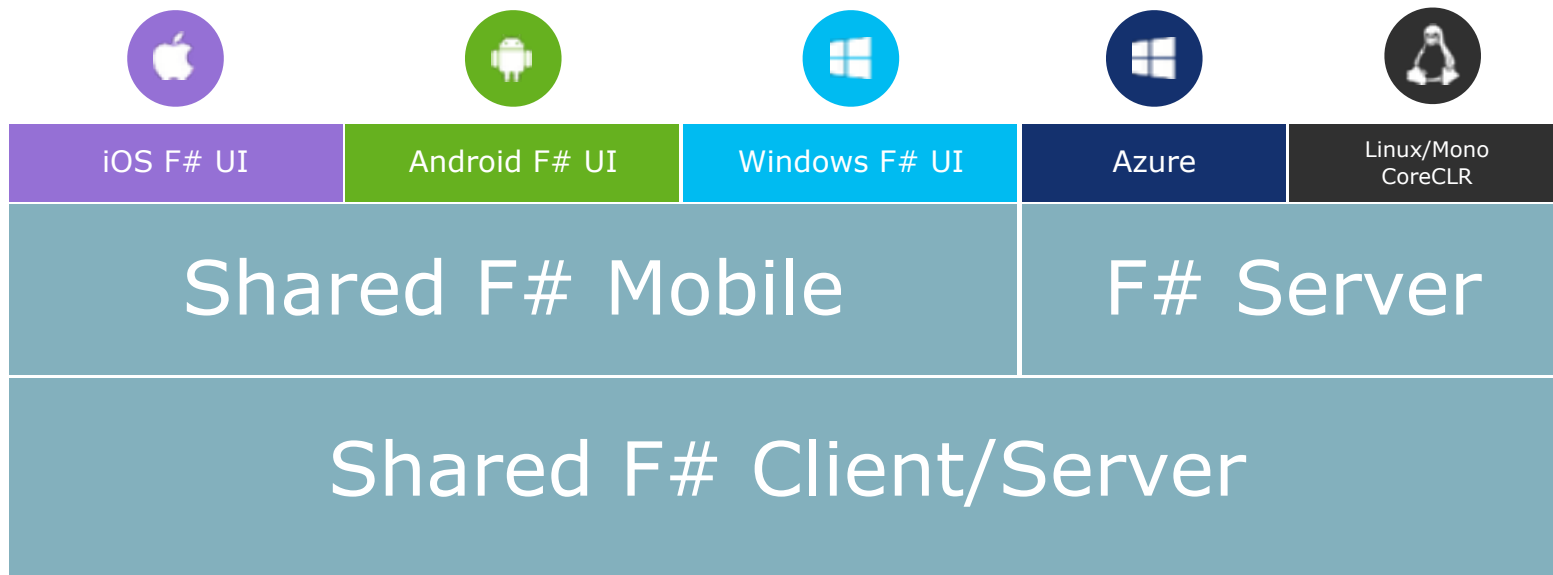 iOS F# UI
Android F# UI
Windows F# UI
Azure
Linux/Mono
CoreCLR
Shared F# Mobile
F# Server
Shared F# Client/Server